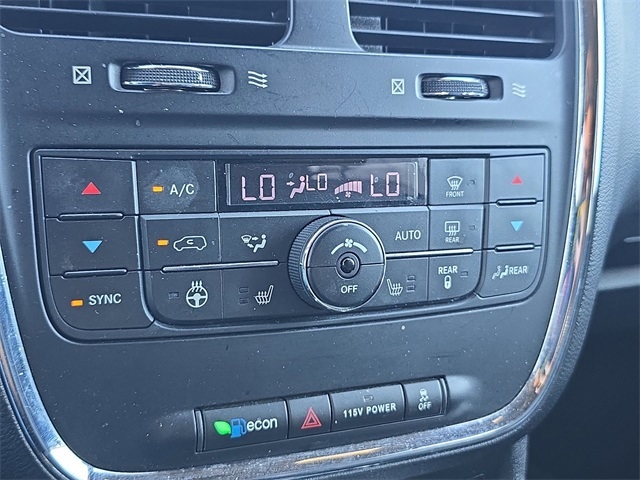 LO LO LO
A/C
FRONT
AUTO
REAR
SYNC
OFF
REAR
REAR
econ
115V POWER
OFF